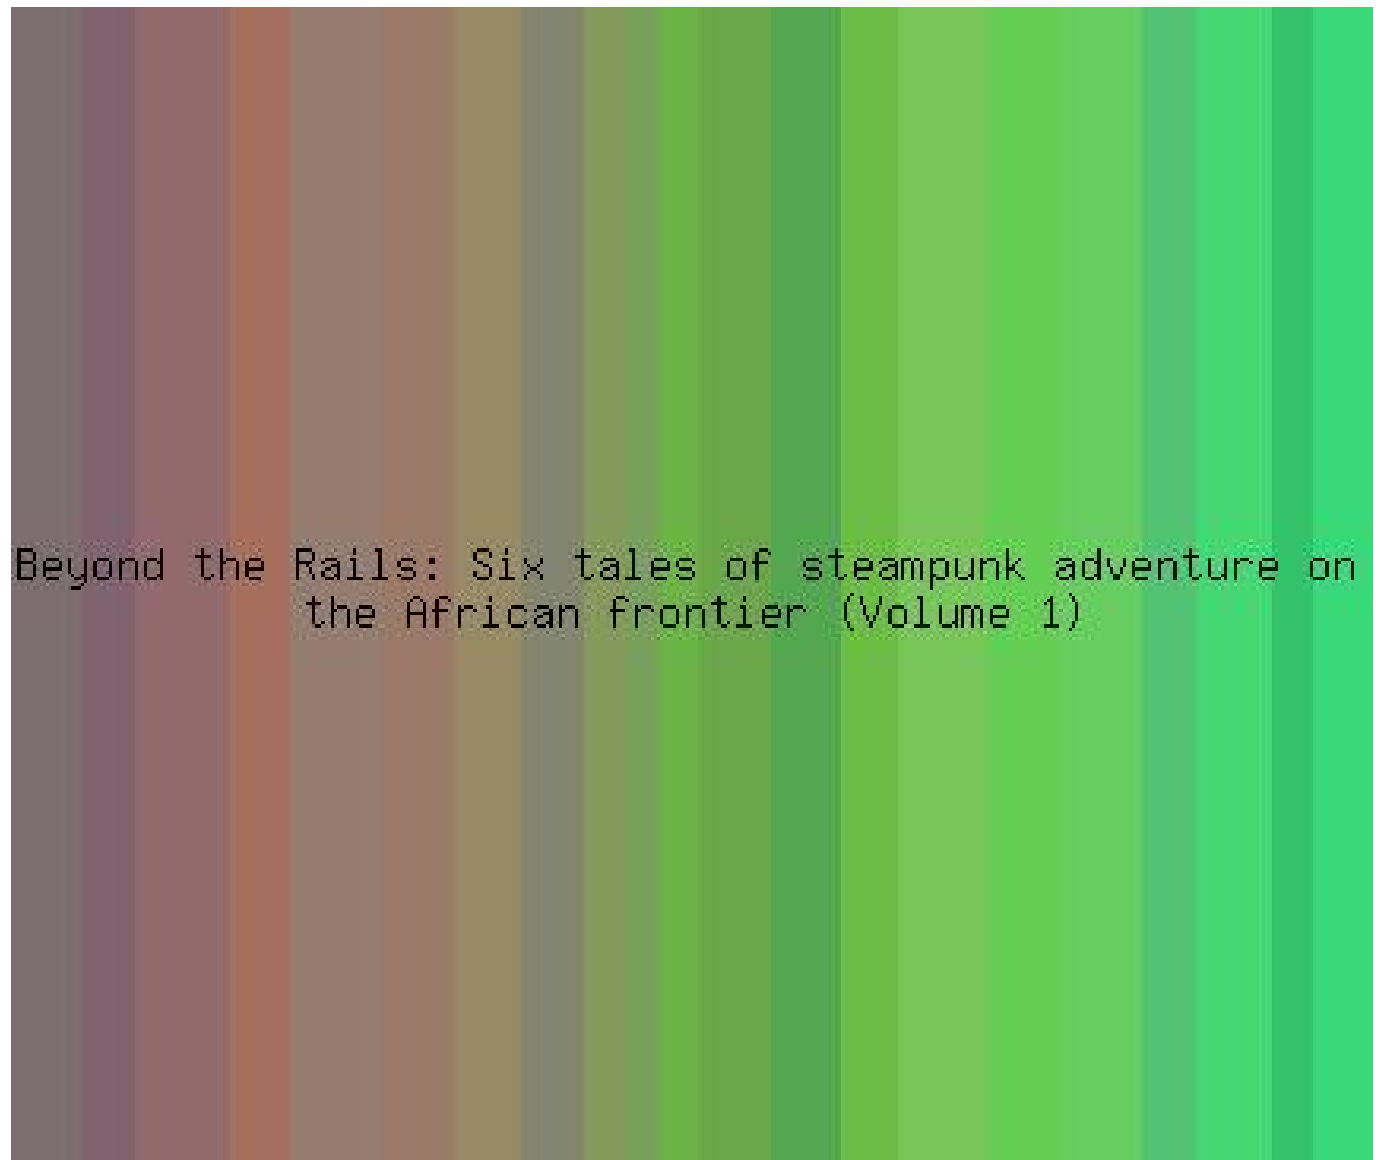 Beyond the Rails: Six tales of steampunk adventure on
the African frontier (Volume 1)